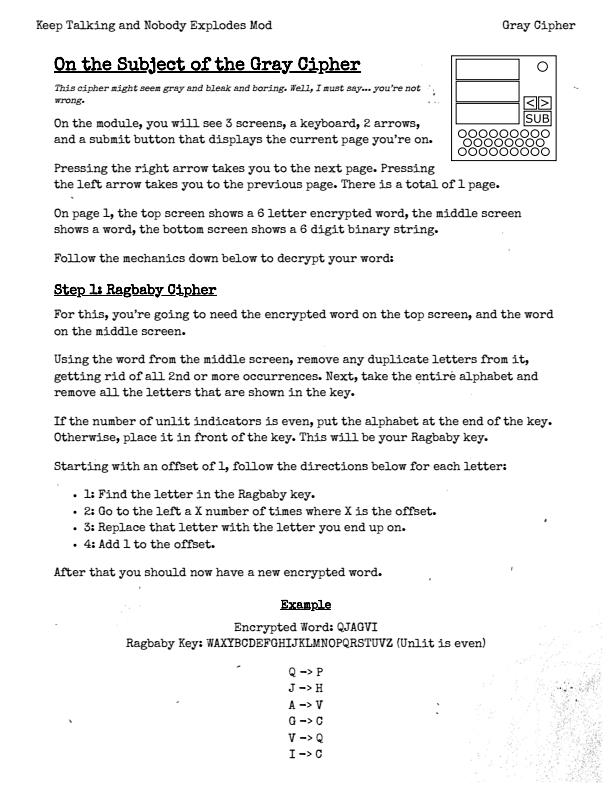 Keep Talking and Nobody Explodes Mod
Gray Cipher
On the Subject of the Gray Cipher
This cipher might seem gray and bleak and boring. Well, I must say... you're not
wrong.
< >
SUB
On the module, you will see 3 screens, a keyboard, 2 arrows,
and a submit button that displays the current page you're on.
Pressing the right arrow takes you to the next page. Pressing
the left arrow takes you to the previous page. There is a total of 1 page.
On page 1, the top screen shows a 6 letter encrypted word, the middle screen
shows a word, the bottom screen shows a 6 digit binary string.
Follow the mechanics down below to decrypt your word:
Step 1: Ragbaby Cipher
For this, you're going to need the encrypted word on the top screen, and the word
on the middle screen.
Using the word from the middle screen, remove any duplicate letters from it,
getting rid of all 2nd or more occurrences. Next, take the entire alphabet and
remove all the letters that are shown in the key.
If the number of unlit indicators is even, put the alphabet at the end of the key.
Otherwise, place it in front of the key. This will be your Ragbaby key.
Starting with an offset of 1, follow the directions below for each letter:
• 1: Find the letter in the Ragbaby key.
• 2: Go to the left a X number of times where X is the offset.
• 3: Replace that letter with the letter you end up on.
• 4: Add 1 to the offset.
After that you should now have a new encrypted word.
Example
Encrypted Word: QJAGVI
Ragbaby Key: WAXYBCDEFGHIJKLMNOPQRSTUVZ (Unlit is even)
Q -> P
J -> H
A -> V
G -> C
V -> Q
I -> C